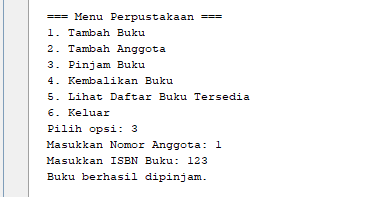 === Menu Perpustakaan ===
1. Tambah Buku
2. Tambah Anggota
3. Pinjam Buku
4. Kembalikan Buku
5. Lihat Daftar Buku Tersedia
6. Keluar
Pilih opsi: 3
Masukkan Nomor Anggota: 1
Masukkan ISBN Buku: 123
Buku berhasil dipinjam.